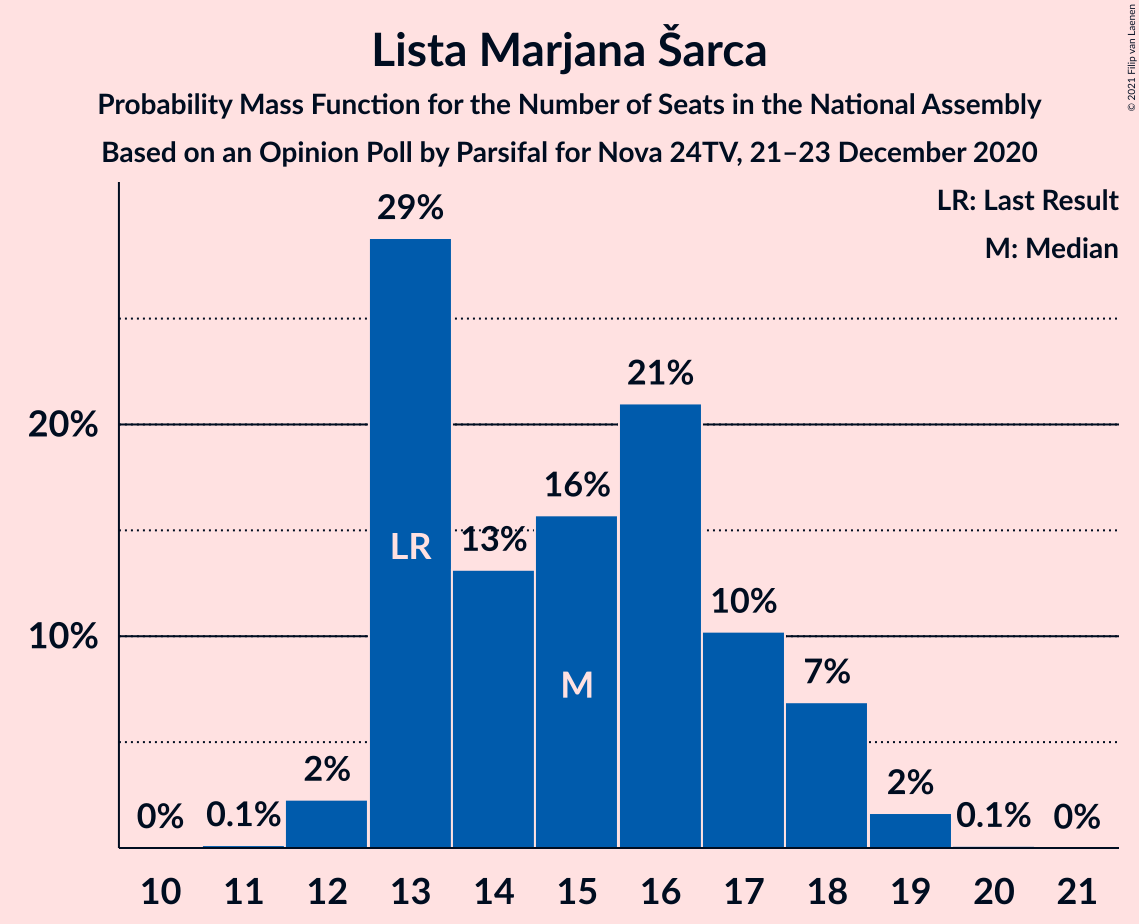 Lista Marjana Šarca
Probability Mass Function for the Number of Seats in the National Assembly
Based on an Opinion Poll by Parsifal for Nova 24TV, 21–23 December 2020
© 2021 Filip van Laenen
LR: Last Result
M: Median
20%
10%
0%
0.1%
2%
29%
13%
16%
21%
10%
7%
2%
0.1%
0%
LR
M
10 11 12 13 14 15 16 17 18 19 20 21